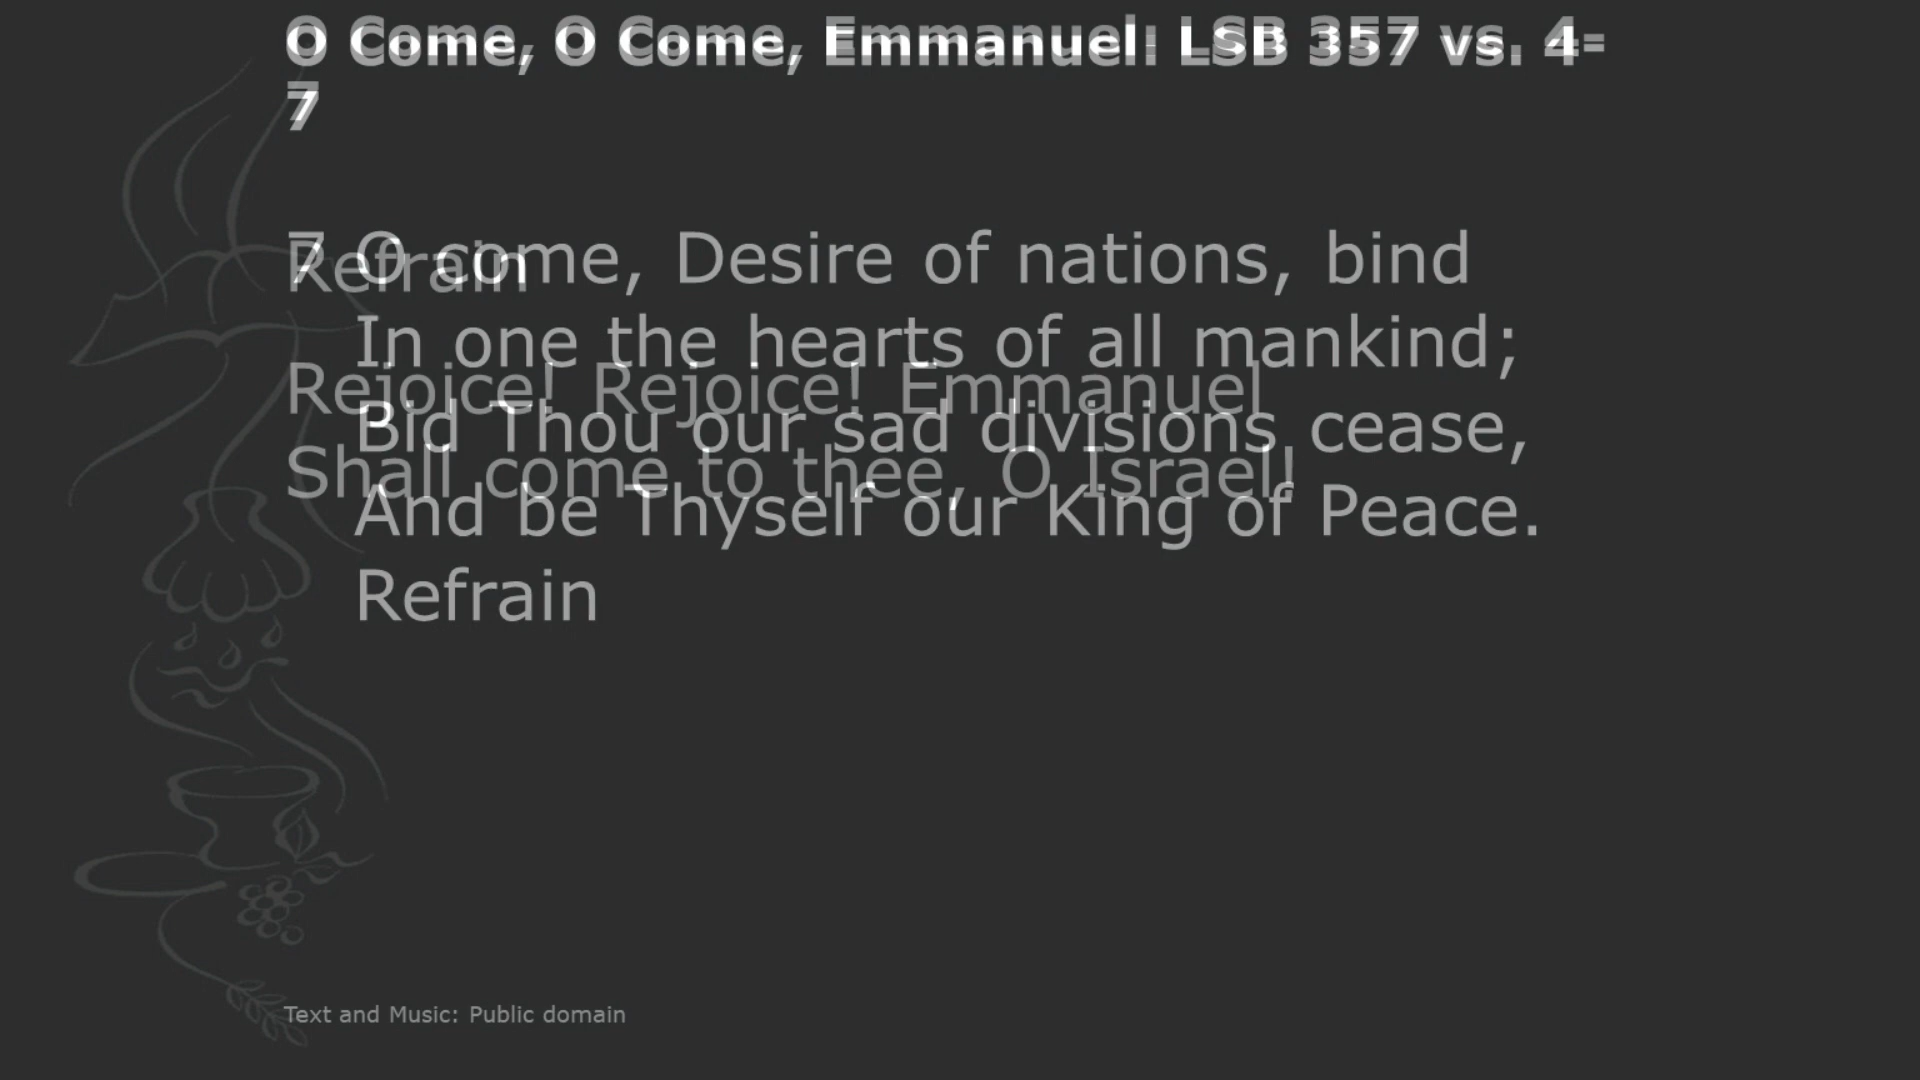 O Come, O Come, Emmanuel: LSB 357 vs. 4-
7
7 O come, Desire of nations, bind
In one the hearts of all mankind;
Bid Thou our sad divisions cease,
And be Thyself our King of Peace.
Refrain
Refrain
Rejoice! Rejoice! Emmanuel
Shall come to thee, O Israel!
Text and Music: Public domain